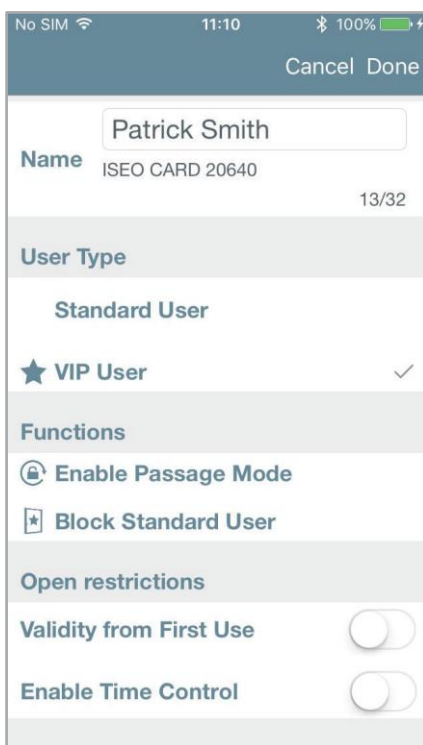 No SIM 11:10 100%
Cancel Done
Patrick Smith
Name
ISEO CARD 20640
13/32
User Type
Standard User
VIP User
Functions
Enable Passage Mode
Block Standard User
Open restrictions
Validity from First Use
Enable Time Control